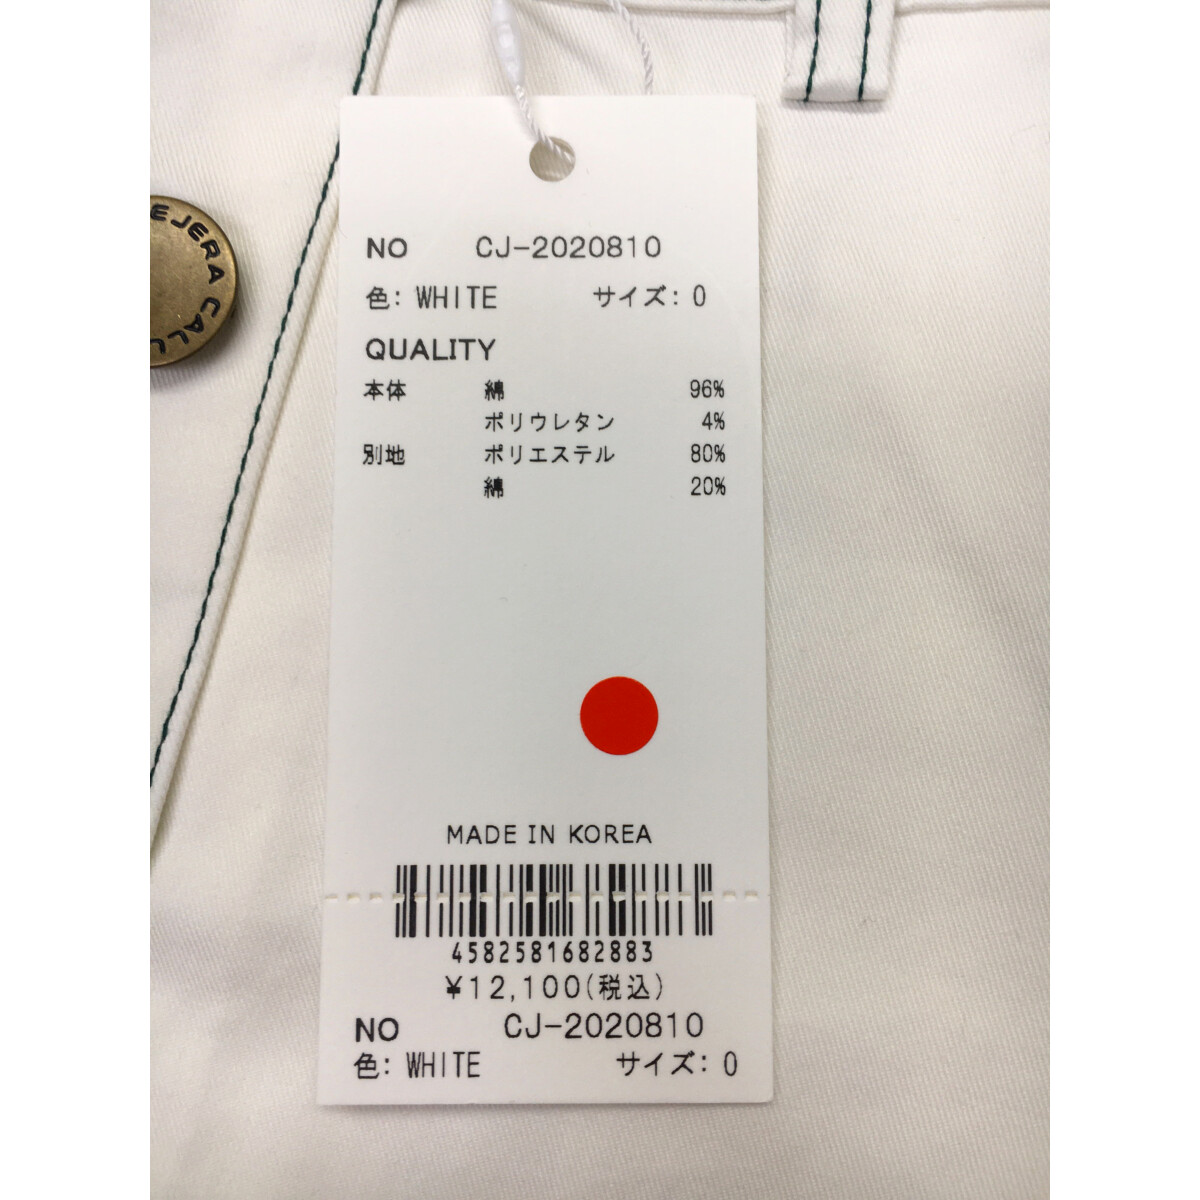 EJERA CALL
NO CJ-2020810
色: WHITE サイズ: 0
QUALITY
本体 綿 96%
ポリウレタン 4%
別地 ポリエステル 80%
綿 20%
MADE IN KOREA
4582581682883
¥12,100(税込)
NO CJ-2020810
色: WHITE サイズ: 0